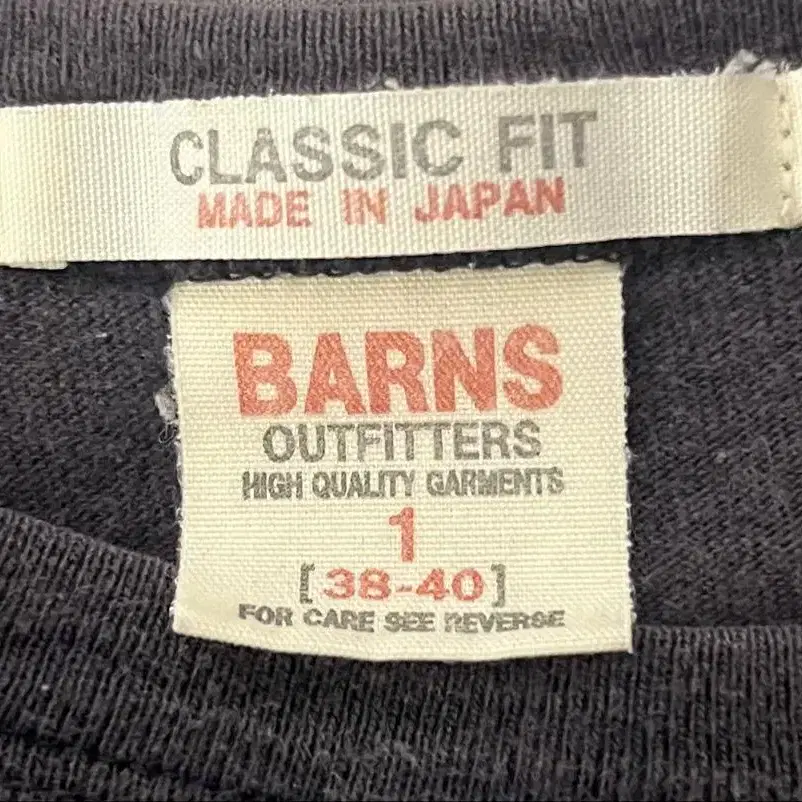 CLASSIC FIT
MADE IN JAPAN
BARNS
OUTFITTERS
HIGH QUALITY GARMENTS
1
[38-40]
FOR CARE SEE REVERSE